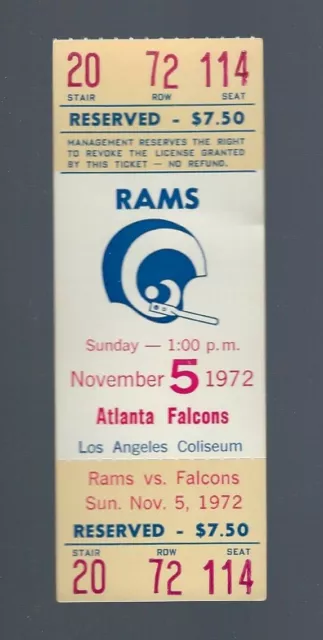 20 72 114
STAIR ROW SEAT
RESERVED - $7.50
MANAGEMENT RESERVES THE RIGHT
TO REVOKE THE LICENSE GRANTED
BY THIS TICKET — NO REFUND.
RAMS
Sunday — 1:00 p.m.
November 5 1972
Atlanta Falcons
Los Angeles Coliseum
Rams vs. Falcons
Sun. Nov. 5, 1972
RESERVED - $7.50
STAIR ROW SEAT
20 72 114